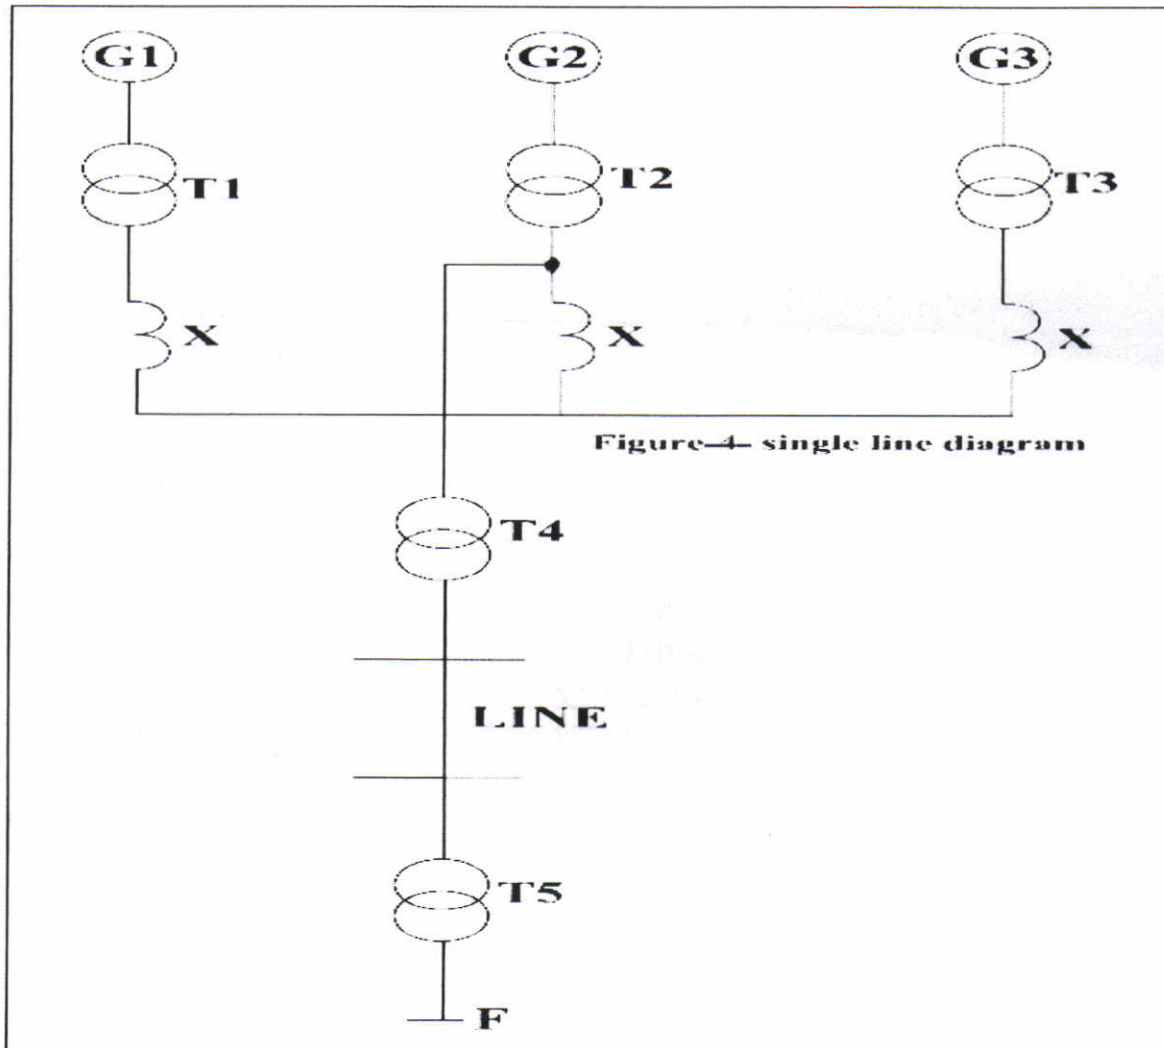 G1 G2 G3
T1 T2 T3
X X X
Figure-4- single line diagram
T4
LINE
T5
F